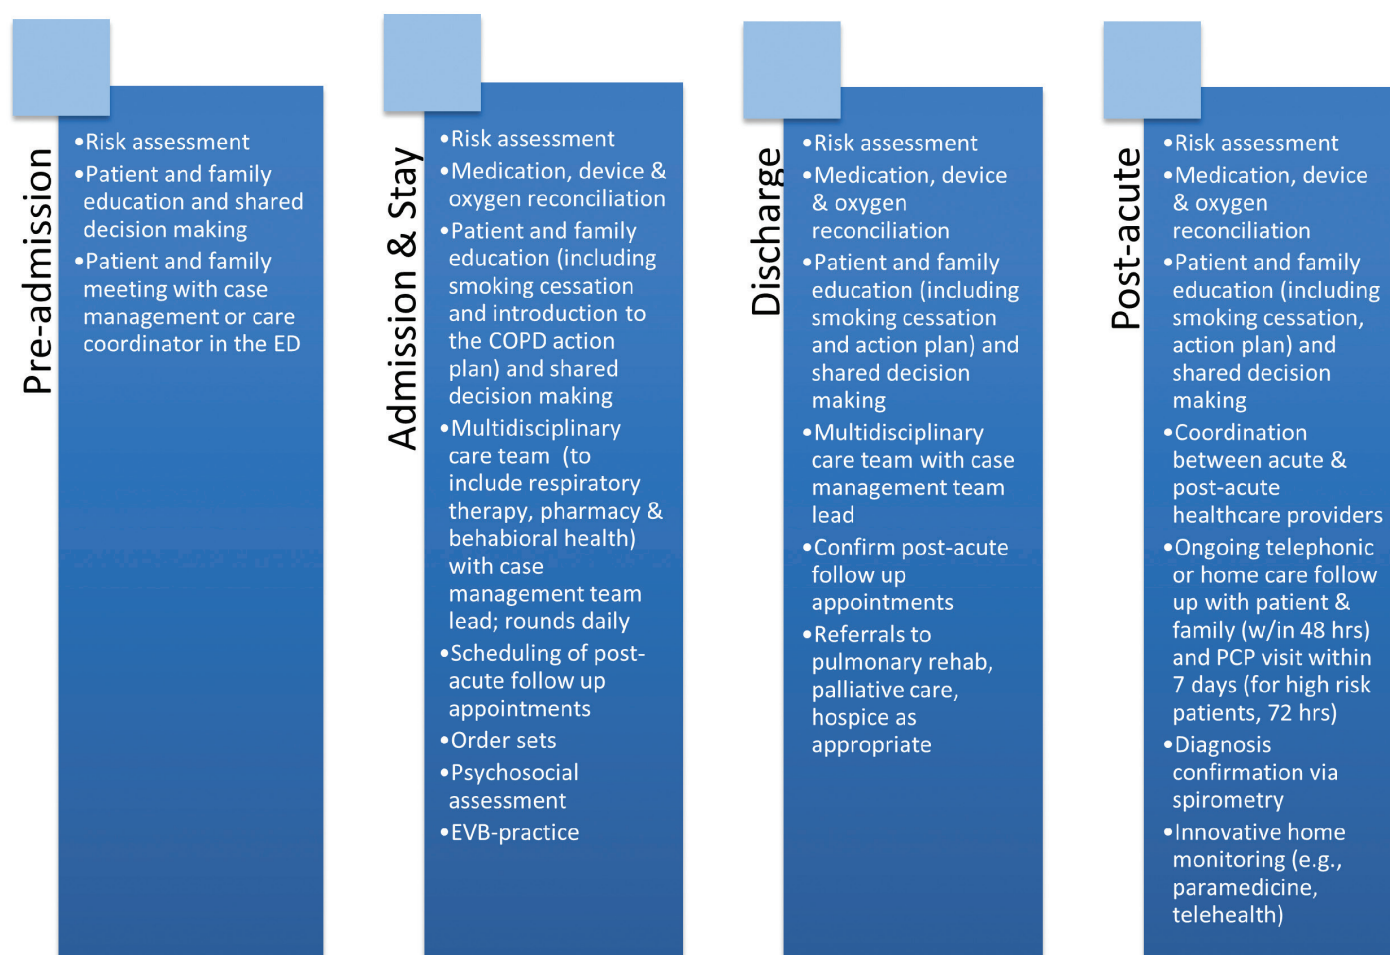 Pre-admission
•Risk assessment
•Patient and family
education and shared
decision making
•Patient and family
meeting with case
management or care
coordinator in the ED
Admission & Stay
•Risk assessment
•Medication, device &
oxygen reconciliation
•Patient and family
education (including
smoking cessation
and introduction to
the COPD action
plan) and shared
decision making
•Multidisciplinary
care team (to
include respiratory
therapy, pharmacy &
behabioral health)
with case
management team
lead; rounds daily
•Scheduling of post-
acute follow up
appointments
•Order sets
•Psychosocial
assessment
•EVB-practice
Discharge
•Risk assessment
•Medication, device
& oxygen
reconciliation
•Patient and family
education (including
smoking cessation
and action plan) and
shared decision
making
•Multidisciplinary
care team with case
management team
lead
•Confirm post-acute
follow up
appointments
•Referrals to
pulmonary rehab,
palliative care,
hospice as
appropriate
Post-acute
•Risk assessment
•Medication, device
& oxygen
reconciliation
•Patient and family
education (including
smoking cessation,
action plan) and
shared decision
making
•Coordination
between acute &
post-acute
healthcare providers
•Ongoing telephonic
or home care follow
up with patient &
family (w/in 48 hrs)
and PCP visit within
7 days (for high risk
patients, 72 hrs)
•Diagnosis
confirmation via
spirometry
•Innovative home
monitoring (e.g.,
paramedicine,
telehealth)